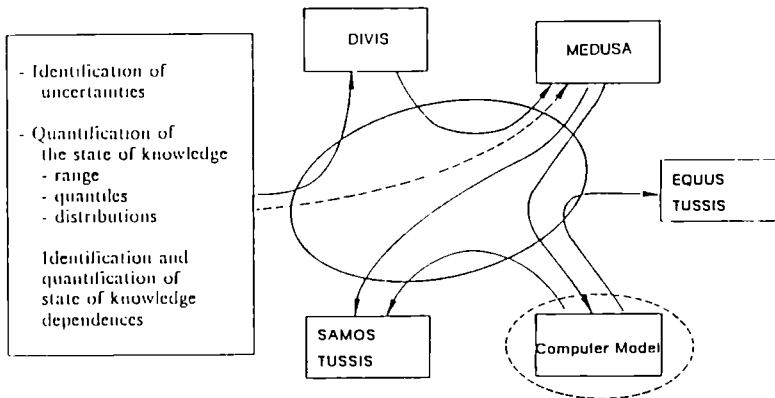 - Identification of
uncertainties
- Quantification of
the state of knowledge
- range
- quantiles
- distributions
Identification and
quantification of
state of knowledge
dependences
DIVIS
MEDUSA
EQUUS
TUSSIS
SAMOS
TUSSIS
Computer Model